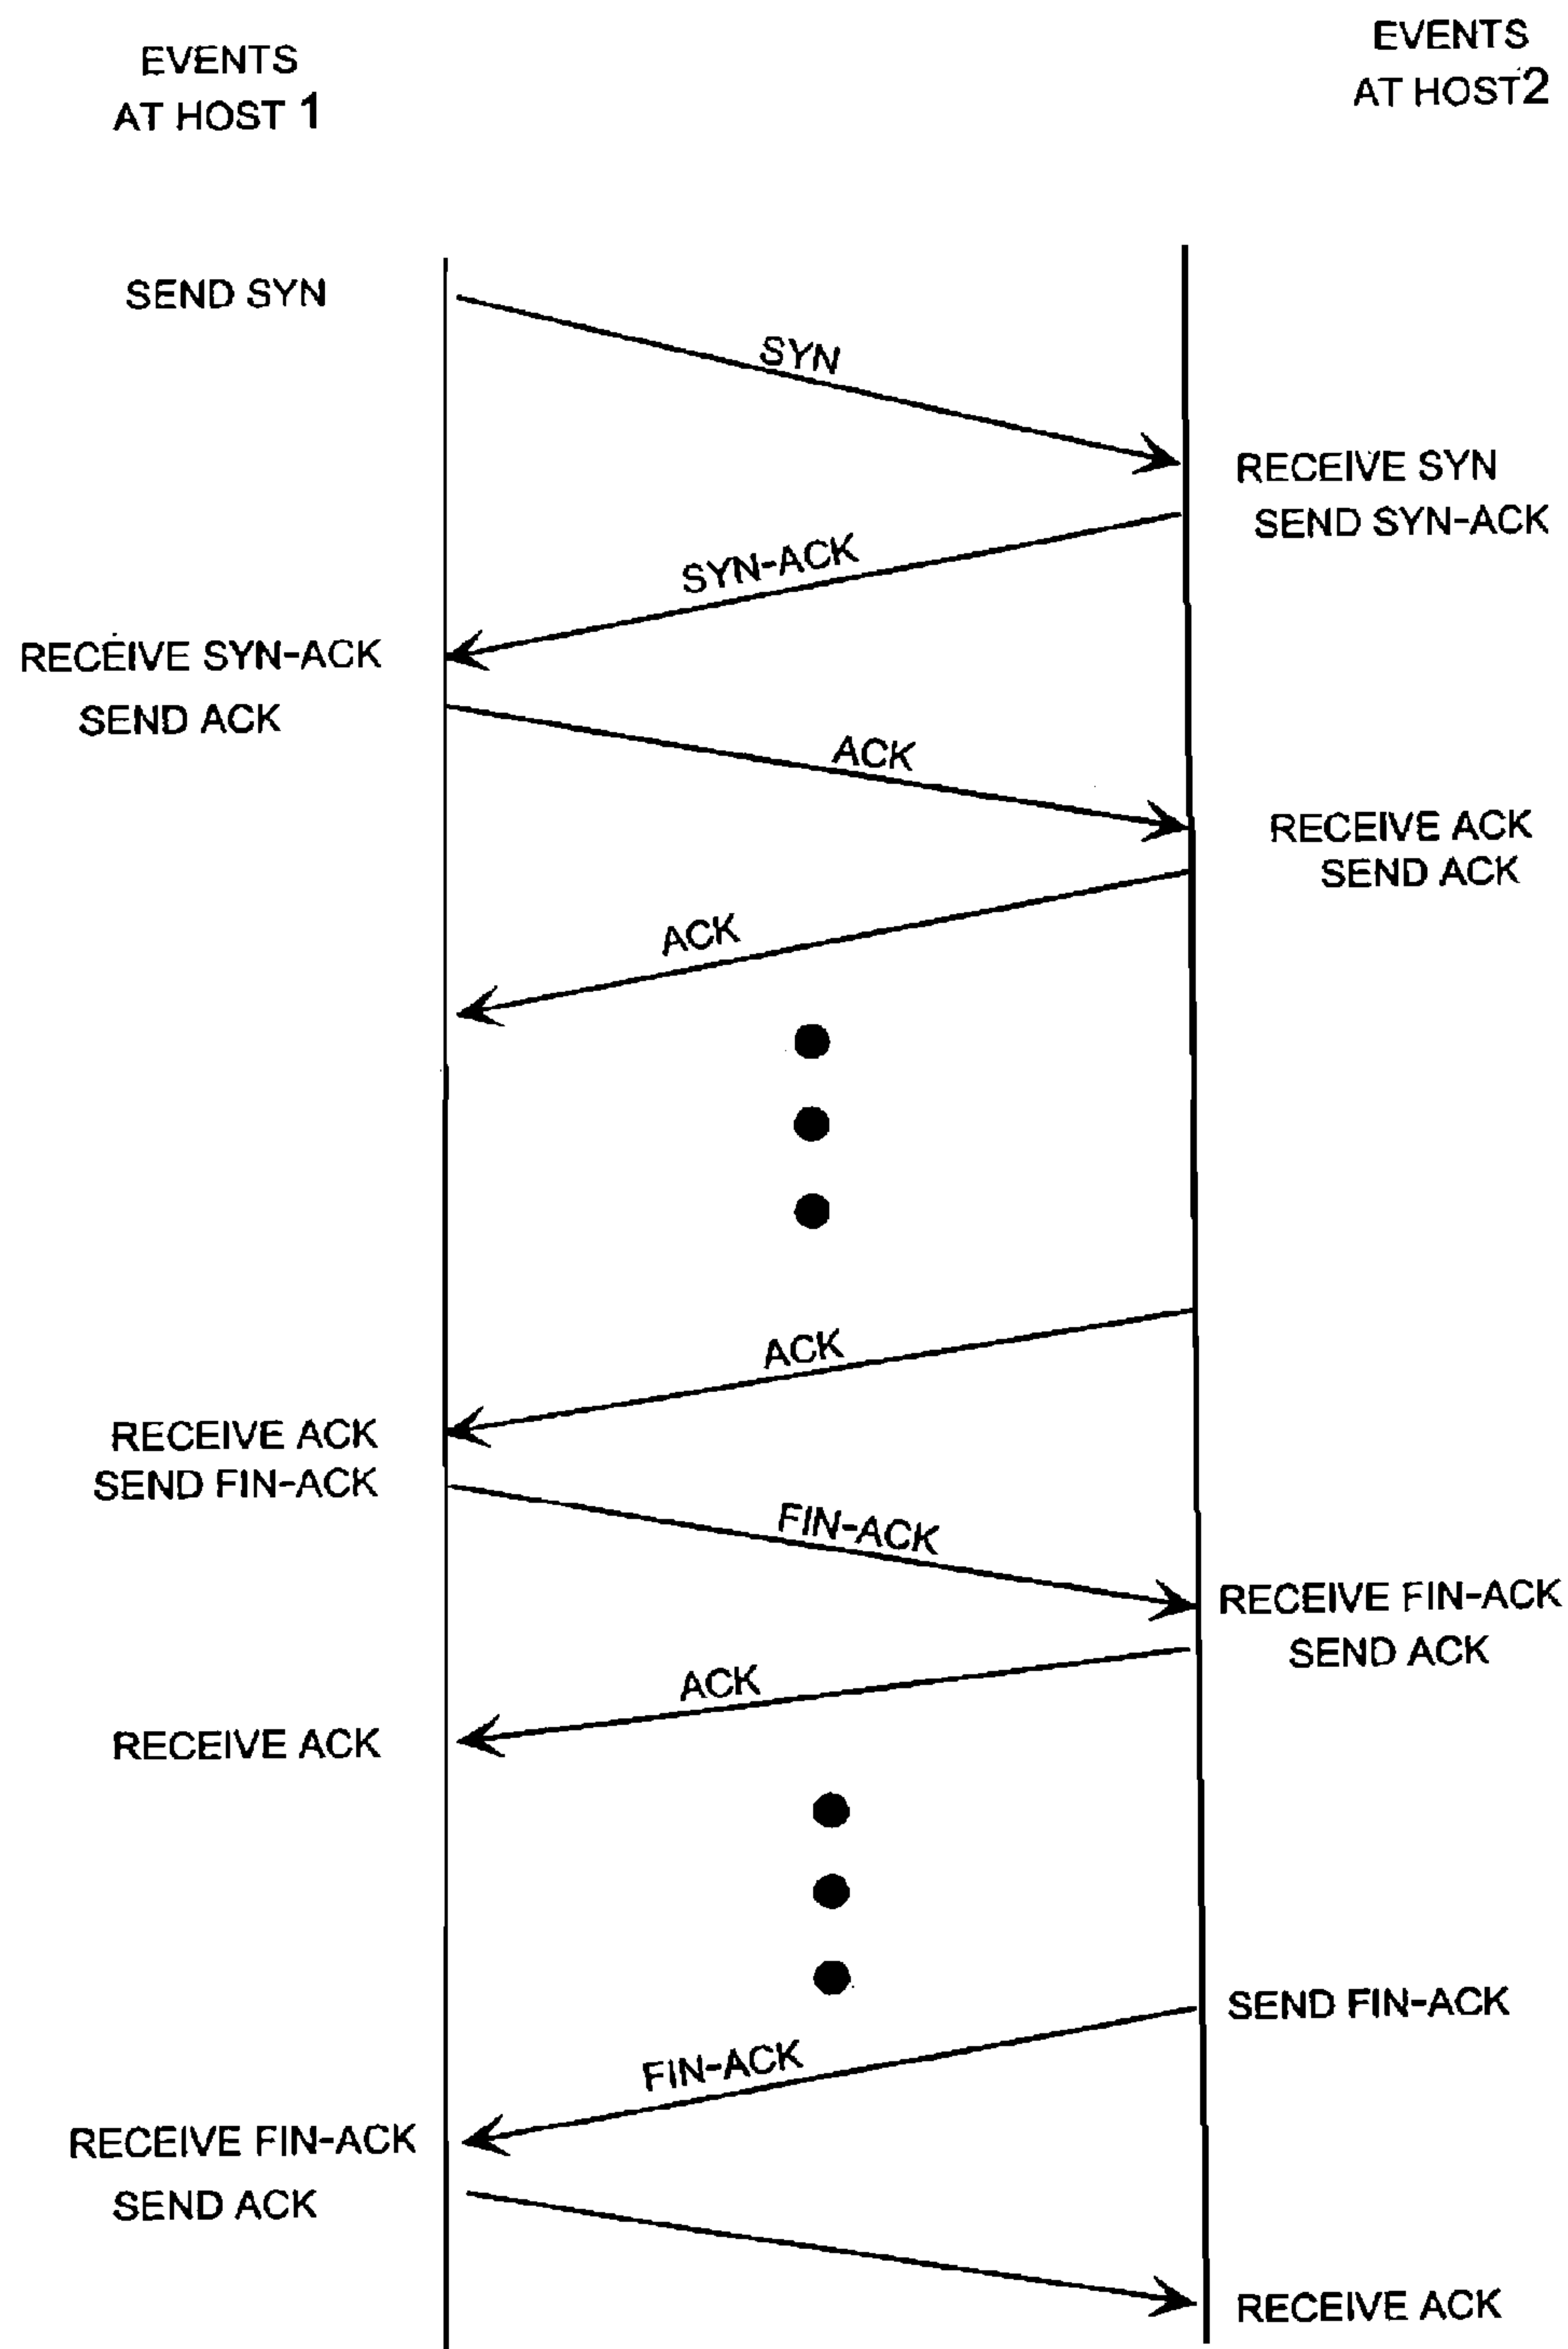 EVENTS
AT HOST 1
EVENTS
AT HOST2
SEND SYN
SYN
RECEIVE SYN
SEND SYN-ACK
SYN-ACK
RECEIVE SYN-ACK
SEND ACK
ACK
RECEIVE ACK
SEND ACK
ACK
ACK
RECEIVE ACK
SEND FIN-ACK
FIN-ACK
RECEIVE FIN-ACK
SEND ACK
ACK
RECEIVE ACK
SEND FIN-ACK
FIN-ACK
RECEIVE FIN-ACK
SEND ACK
RECEIVE ACK